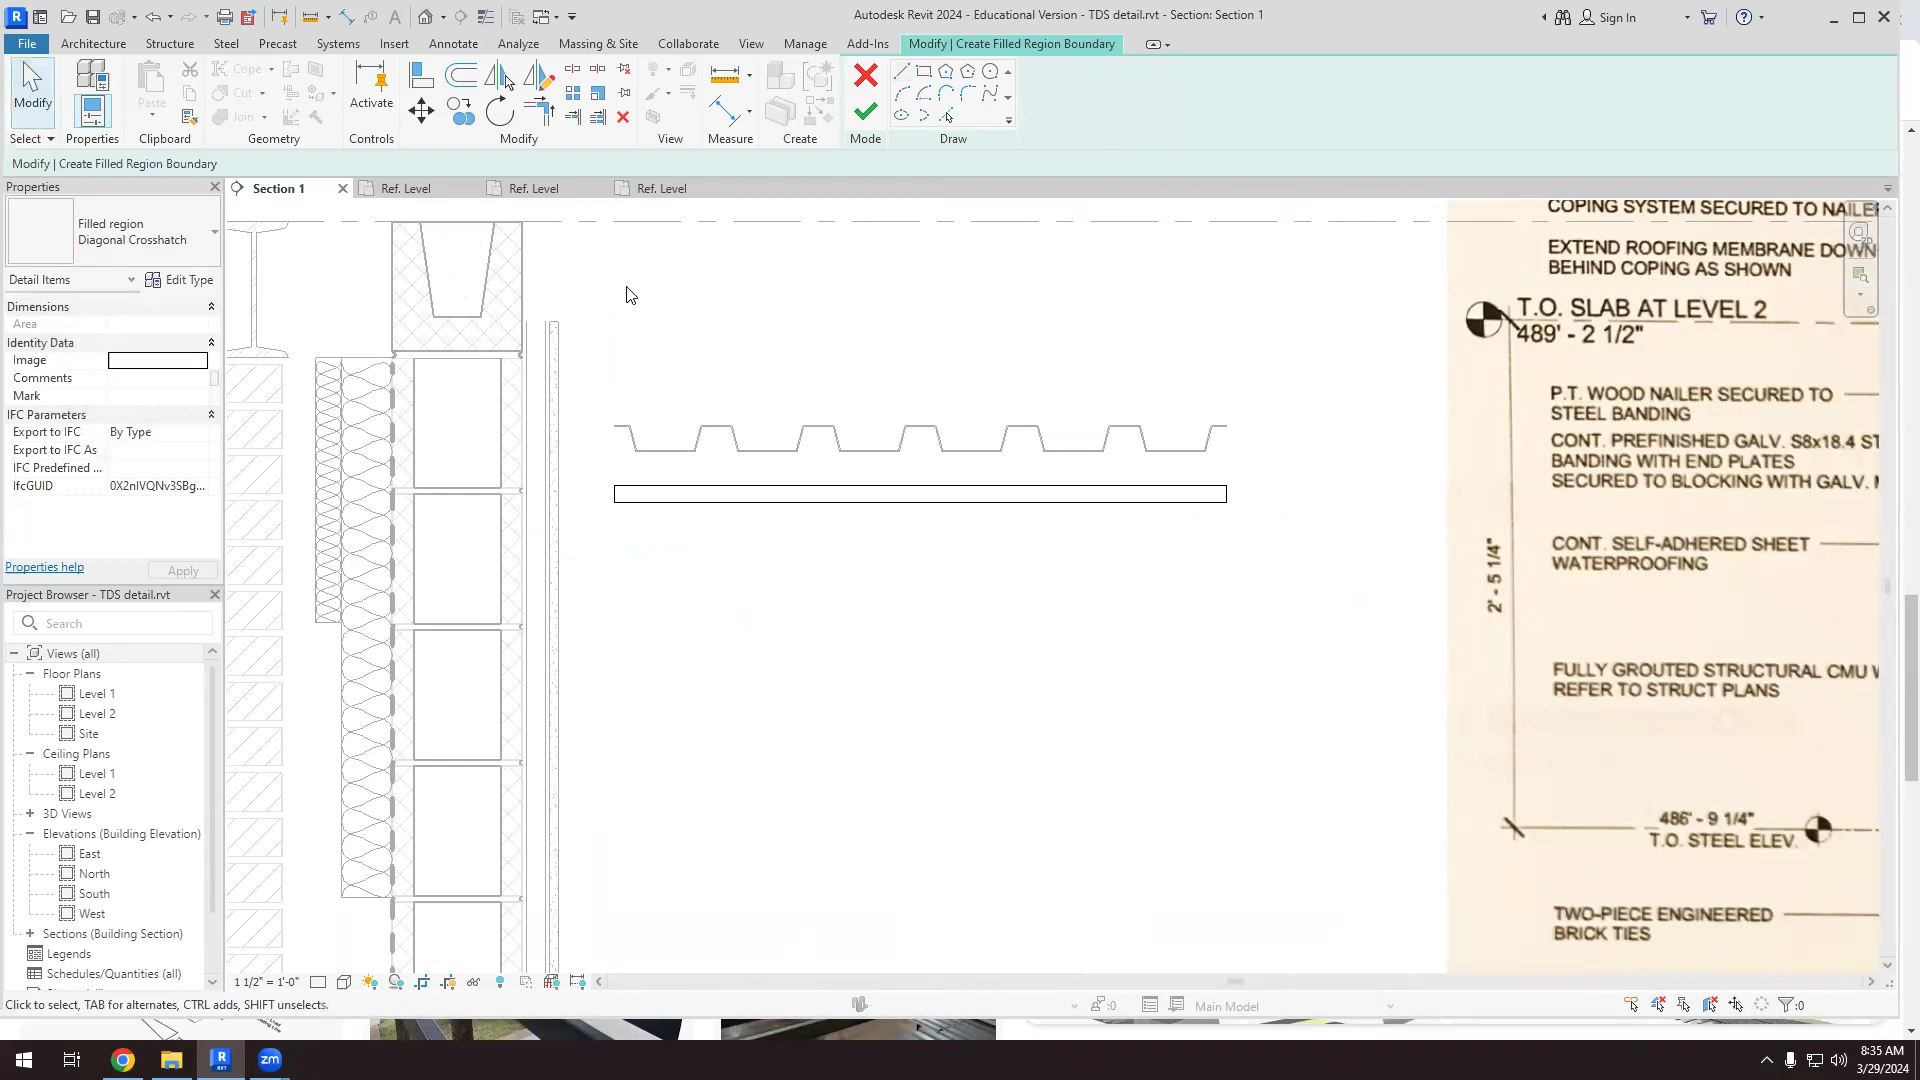 Autodesk Revit 2024 - Educational Version - TDS detail.rvt - Section: Section 1
Sign In
File
Architecture
Structure
Steel
Precast
Systems
Insert
Annotate
Analyze
Massing & Site
Collaborate
View
Manage
Add-Ins
Modify | Create Filled Region Boundary
Modify
Paste
Cope
Cut
Join
Activate
Select
Properties
Clipboard
Geometry
Controls
Modify
View
Measure
Create
Mode
Draw
Modify | Create Filled Region Boundary
Properties
Section 1
Ref. Level
Ref. Level
Ref. Level
Filled region
Diagonal Crosshatch
Detail Items
Edit Type
Dimensions
Area
Identity Data
Image
Comments
Mark
IFC Parameters
Export to IFC
By Type
Export to IFC As
IFC Predefined ...
IfcGUID
0X2nlVQNv3SBg...
Properties help
Apply
Project Browser - TDS detail.rvt
Search
Views (all)
Floor Plans
Level 1
Level 2
Site
Ceiling Plans
Level 1
Level 2
3D Views
Elevations (Building Elevation)
East
North
South
West
Sections (Building Section)
Legends
Schedules/Quantities (all)
COPING SYSTEM SECURED TO NAILE
EXTEND ROOFING MEMBRANE DOWN
BEHIND COPING AS SHOWN
T.O. SLAB AT LEVEL 2
489' - 2 1/2"
P.T. WOOD NAILER SECURED TO
STEEL BANDING
CONT. PREFINISHED GALV. S8x18.4 ST
BANDING WITH END PLATES
SECURED TO BLOCKING WITH GALV.
CONT. SELF-ADHERED SHEET
WATERPROOFING
2' - 5 1/4"
FULLY GROUTED STRUCTURAL CMU W
REFER TO STRUCT PLANS
486' - 9 1/4"
T.O. STEEL ELEV.
TWO-PIECE ENGINEERED
BRICK TIES
1 1/2" = 1'-0"
Click to select, TAB for alternates, CTRL adds, SHIFT unselects.
:0
Main Model
:0
zm
8:35 AM
3/29/2024